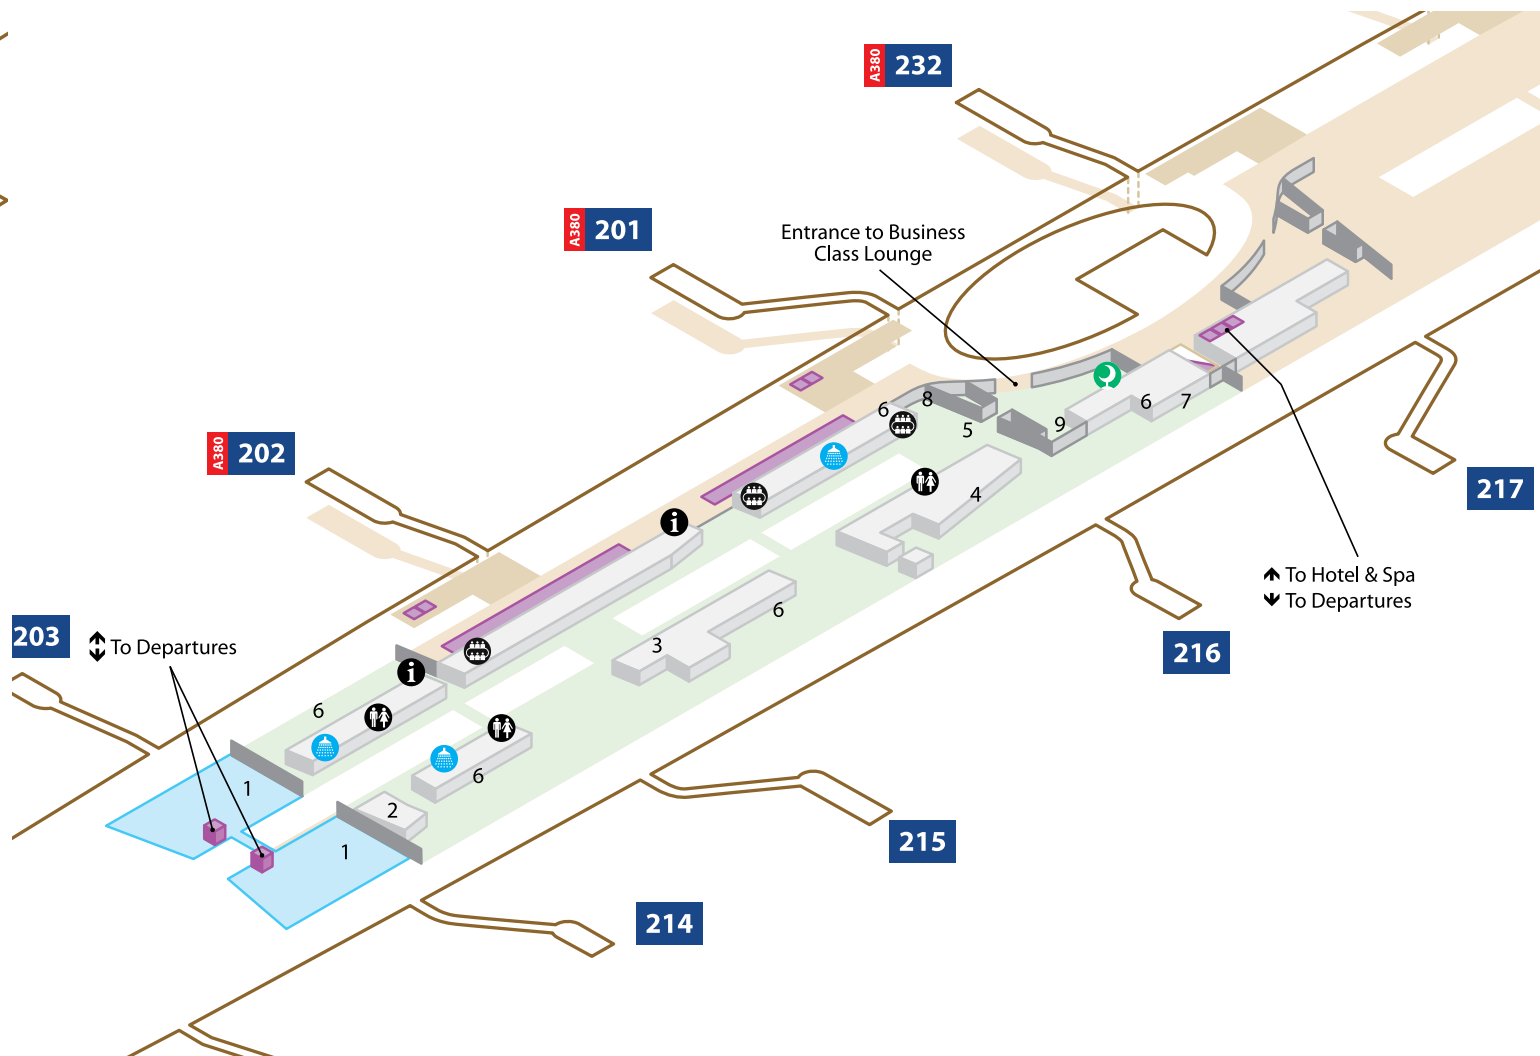 A380
232
A380
201
Entrance to Business
Class Lounge
A380
202
6
8
5
9
6
7
4
217
To Hotel & Spa
To Departures
203
To Departures
i
i
6
3
6
216
1
6
2
1
215
214